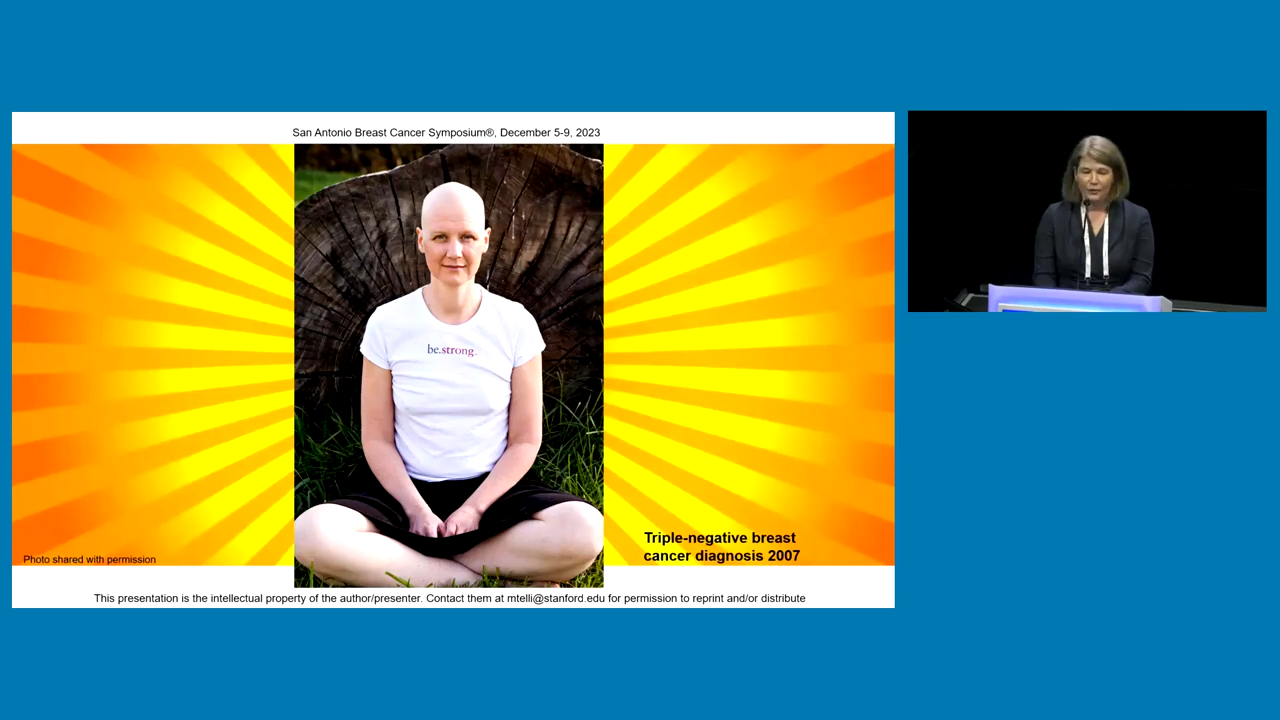 San Antonio Breast Cancer Symposium®, December 5-9, 2023
be.strong.
Triple-negative breast
cancer diagnosis 2007
Photo shared with permission
This presentation is the intellectual property of the author/presenter. Contact them at mtelli@stanford.edu for permission to reprint and/or distribute